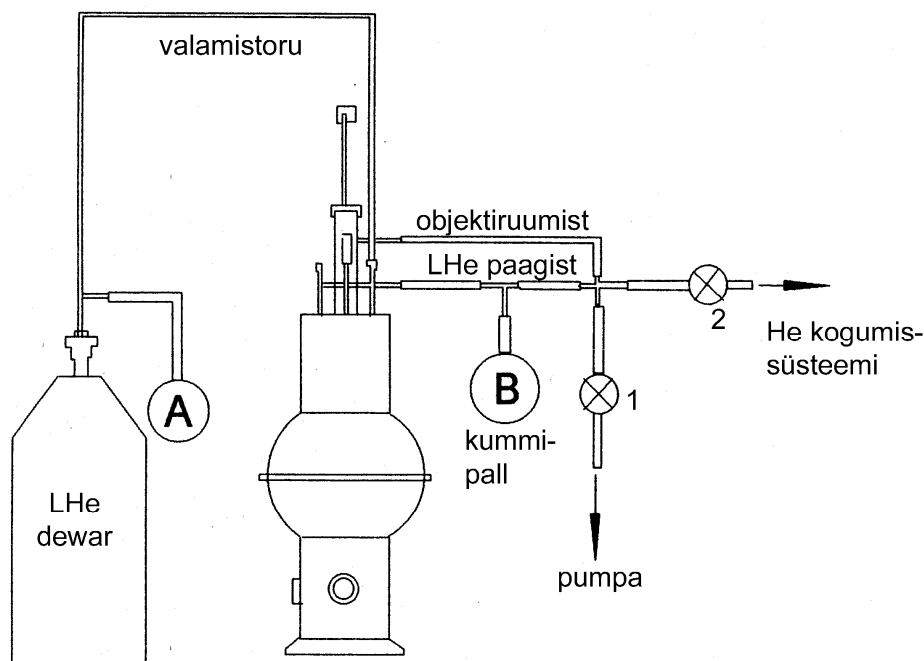 valamistoru
objektiruumist
LHe paagist
2
He kogumis-
süsteemi
A
B
1
kummi-
pall
LHe
dewar
pumpa